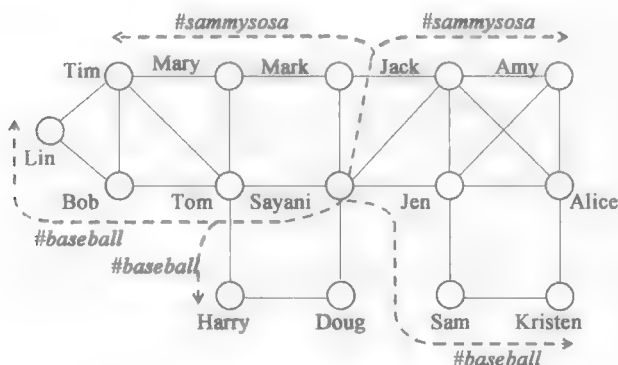 #sammysosa #sammysosa
Tim Mary Mark Jack Amy
Lin
Bob Tom Sayani Jen Alice
#baseball
#baseball
Harry Doug Sam Kristen
#baseball